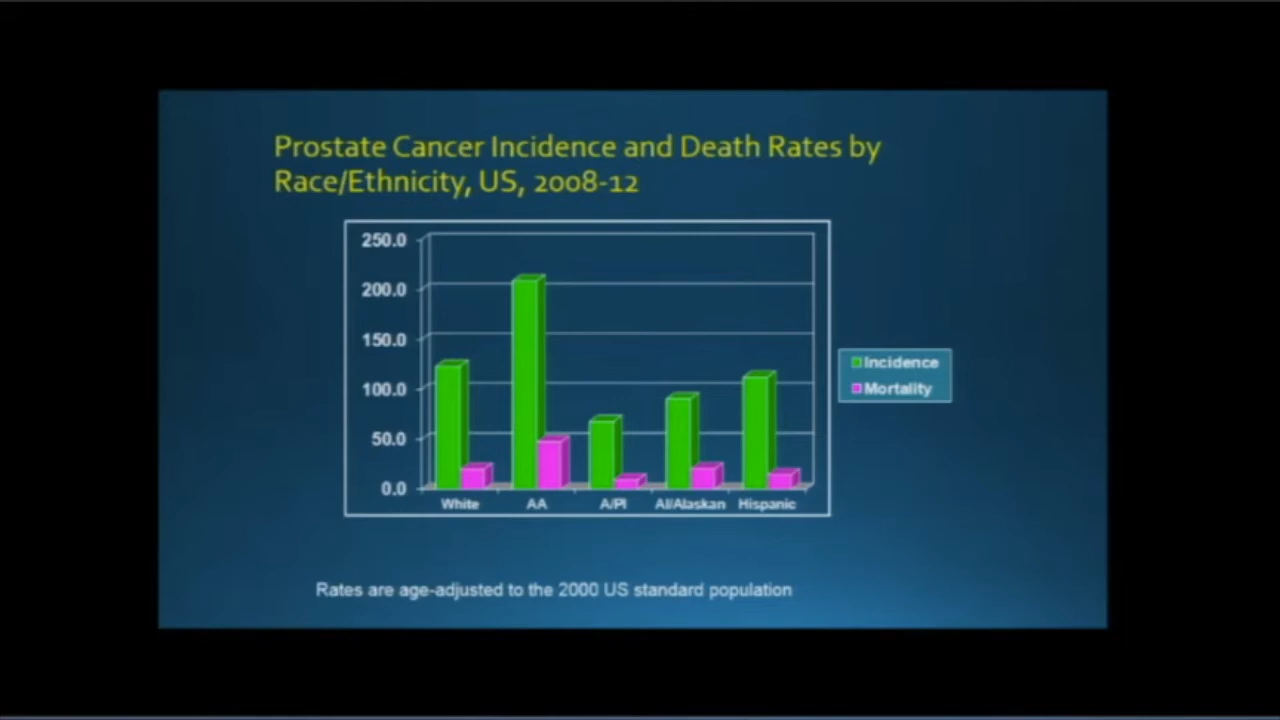 Prostate Cancer Incidence and Death Rates by
Race/Ethnicity, US, 2008-12
250.0
200.0
150.0
100.0
50.0
0.0
White AA A/PI AI/Alaskan Hispanic
Incidence
Mortality
Rates are age-adjusted to the 2000 US standard population